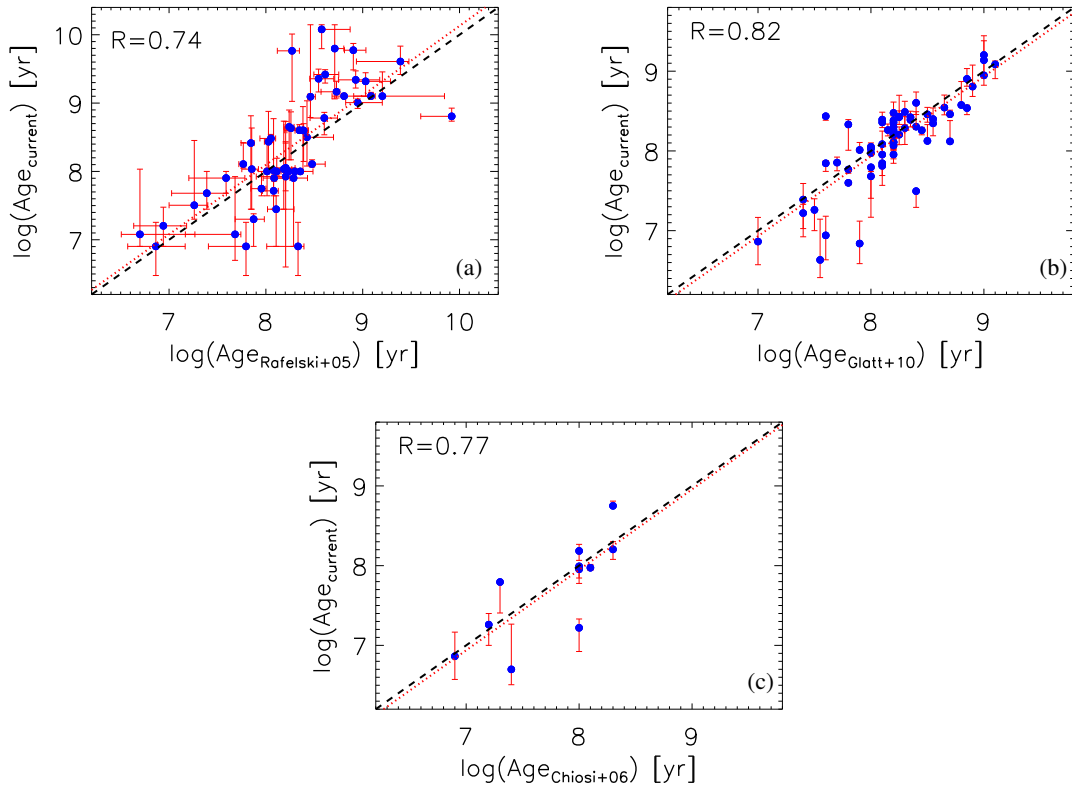 R=0.74
log(Age_current) [yr]
10
9
8
7
(a)
7 8 9 10
log(Age_Rafelski+05) [yr]
R=0.82
log(Age_current) [yr]
9
8
7
(b)
7 8 9
log(Age_Glatt+10) [yr]
R=0.77
log(Age_current) [yr]
9
8
7
(c)
7 8 9
log(Age_Chiosi+06) [yr]